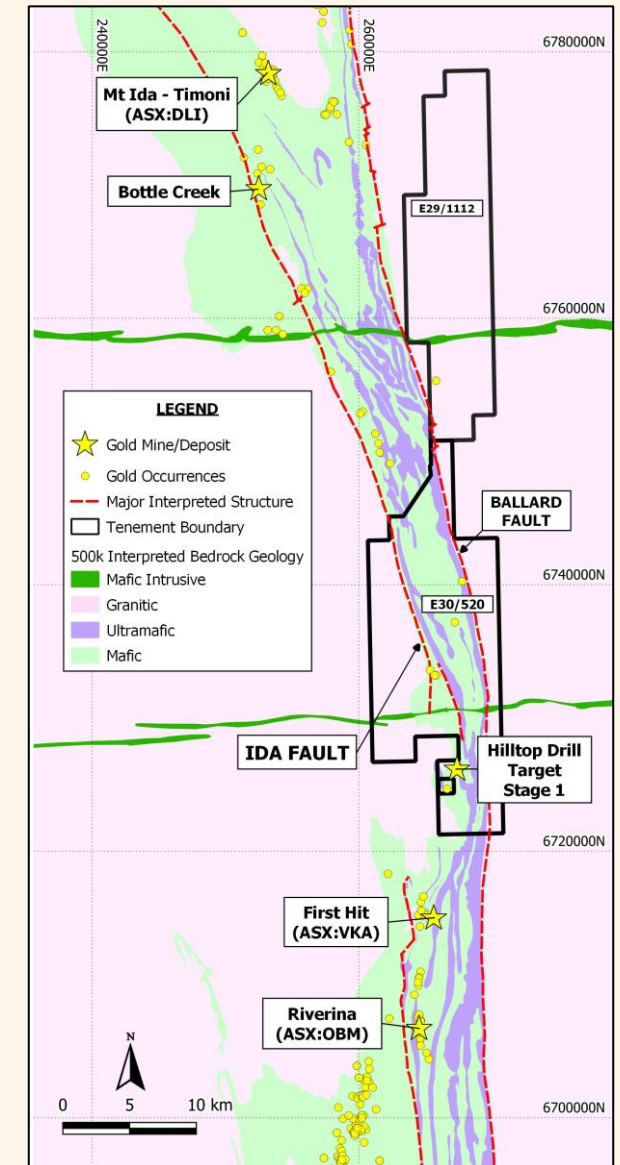 240000E
260000E
6780000N
Mt Ida - Timoni
(ASX:DLI)
Bottle Creek
E29/1112
6760000N
LEGEND
Gold Mine/Deposit
Gold Occurrences
Major Interpreted Structure
Tenement Boundary
500k Interpreted Bedrock Geology
Mafic Intrusive
Granitic
Ultramafic
Mafic
BALLARD
FAULT
6740000N
E30/520
IDA FAULT
Hilltop Drill
Target
Stage 1
6720000N
First Hit
(ASX:VKA)
Riverina
(ASX:OBM)
N
0 5 10 km
6700000N